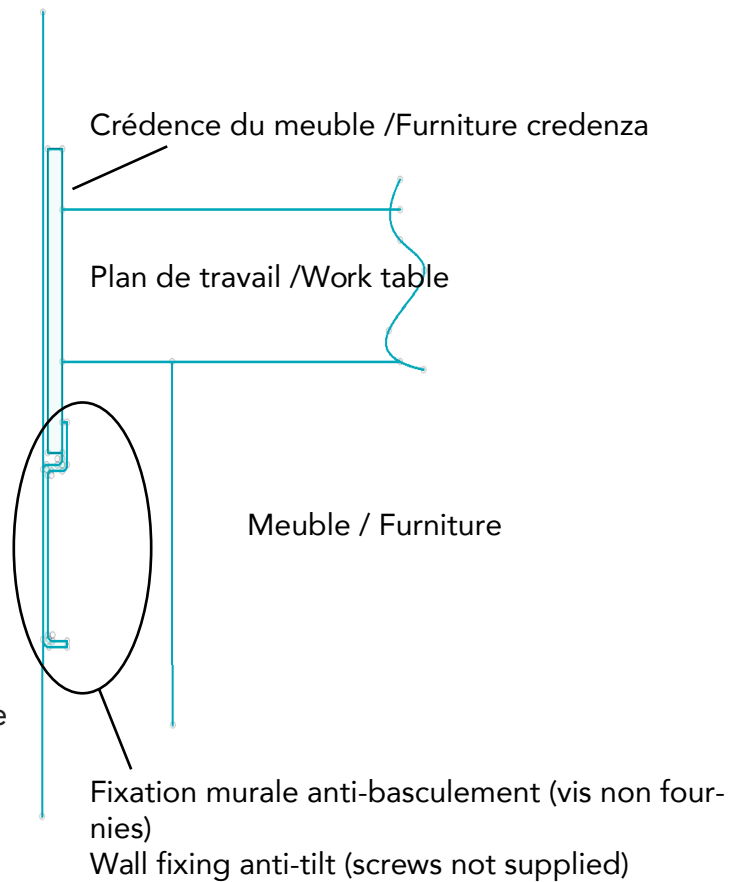 Crédence du meuble /Furniture credenza
Plan de travail /Work table
Meuble / Furniture
e
Fixation murale anti-basculement (vis non four-
nies)
Wall fixing anti-tilt (screws not supplied)